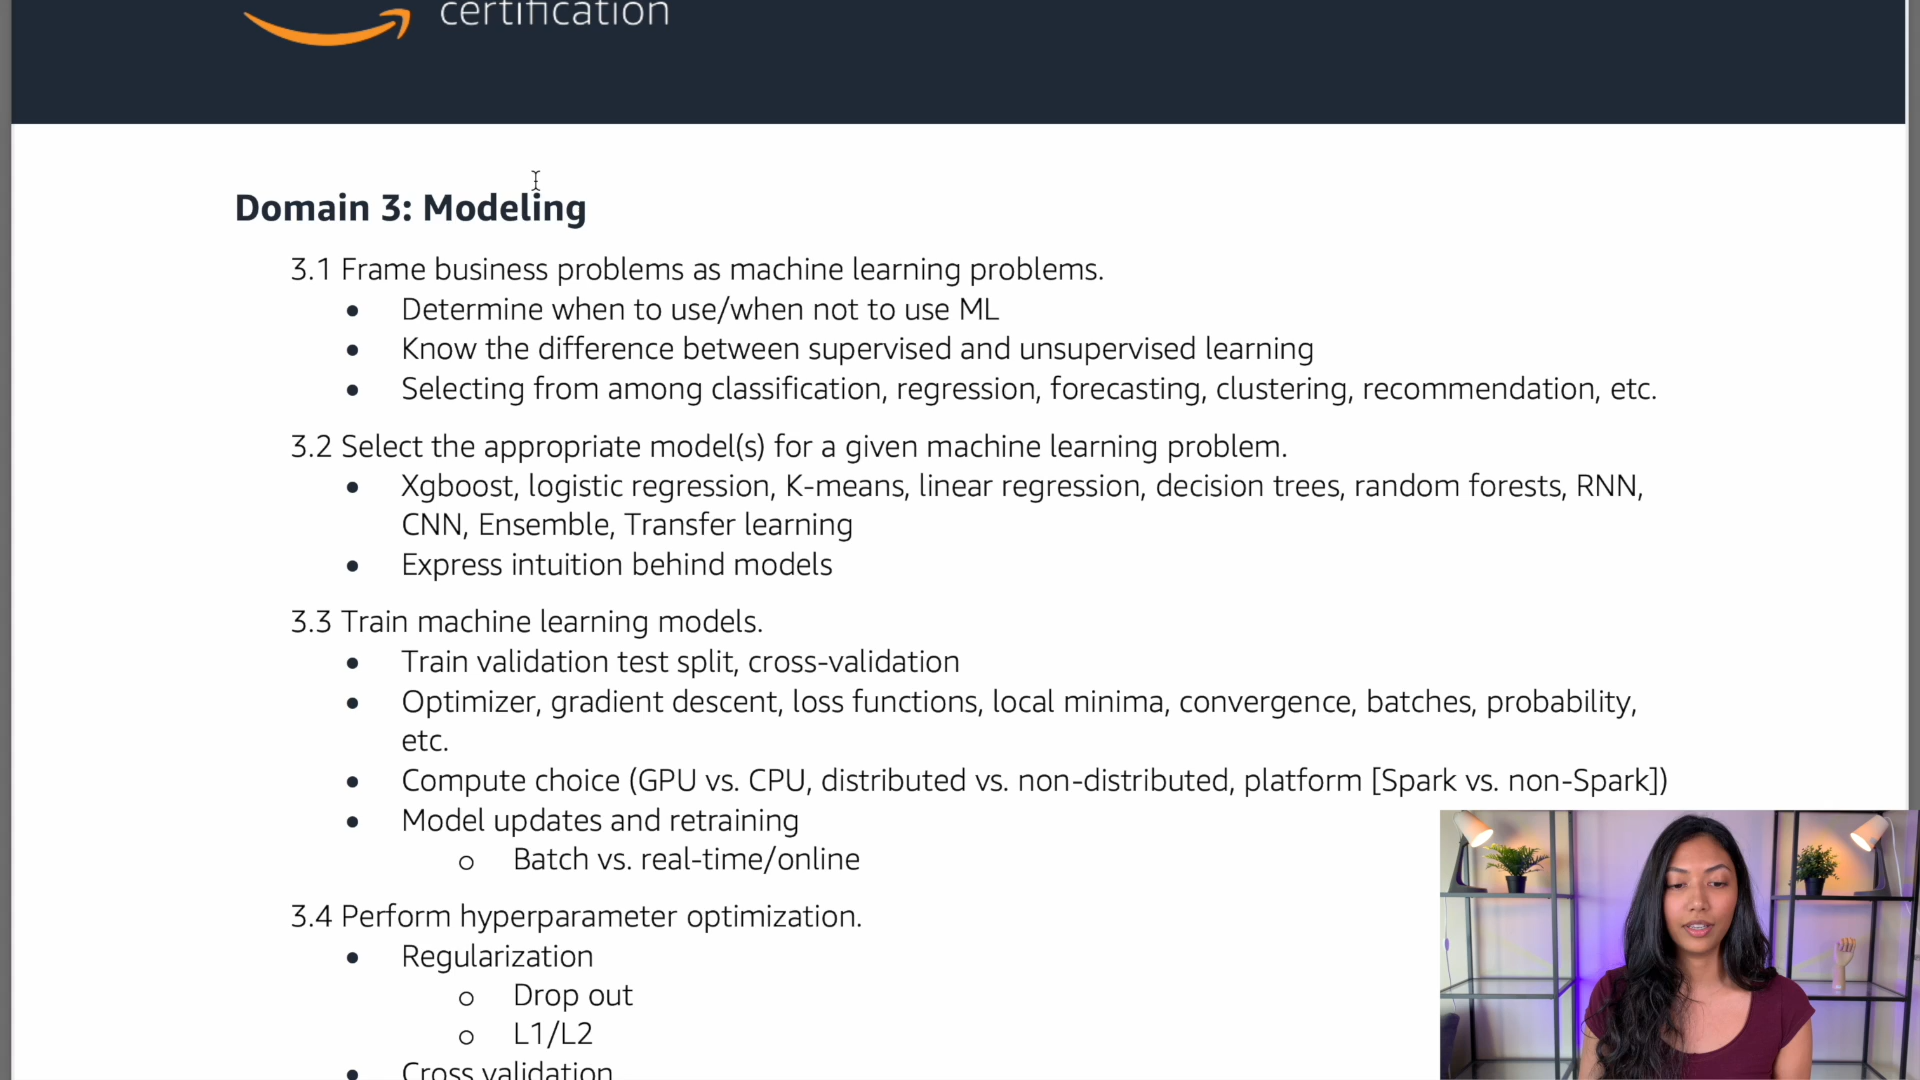 certification
Domain 3: Modeling
3.1 Frame business problems as machine learning problems.
• Determine when to use/when not to use ML
• Know the difference between supervised and unsupervised learning
• Selecting from among classification, regression, forecasting, clustering, recommendation, etc.
3.2 Select the appropriate model(s) for a given machine learning problem.
• Xgboost, logistic regression, K-means, linear regression, decision trees, random forests, RNN,
CNN, Ensemble, Transfer learning
• Express intuition behind models
3.3 Train machine learning models.
• Train validation test split, cross-validation
• Optimizer, gradient descent, loss functions, local minima, convergence, batches, probability,
etc.
• Compute choice (GPU vs. CPU, distributed vs. non-distributed, platform [Spark vs. non-Spark])
• Model updates and retraining
o Batch vs. real-time/online
3.4 Perform hyperparameter optimization.
• Regularization
o Drop out
o L1/L2
• Cross validation